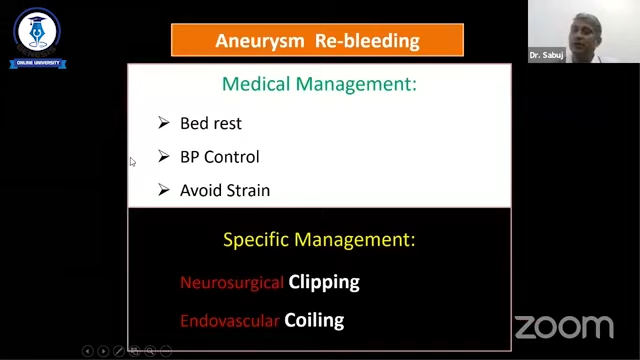 ONLINE UNIVERSITY
Aneurysm Re-bleeding
Dr. Sabuj
Medical Management:
➢ Bed rest
➢ BP Control
➢ Avoid Strain
Specific Management:
Neurosurgical Clipping
Endovascular Coiling
zoom